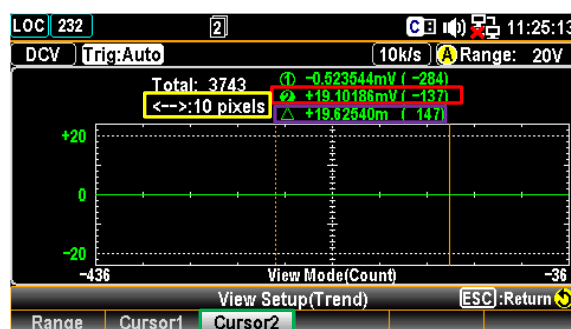 LOC 232 2 C 11:25:13
DCV Trig:Auto 10k/s A Range: 20V
Total: 3743 1 -0.523544mV ( -284)
<-->:10 pixels 2 +19.10186mV ( -137)
△ +19.62540m ( 147)
+20
0
-20
-436 View Mode(Count) -36
View Setup(Trend) ESC:Return
Range Cursor1 Cursor2